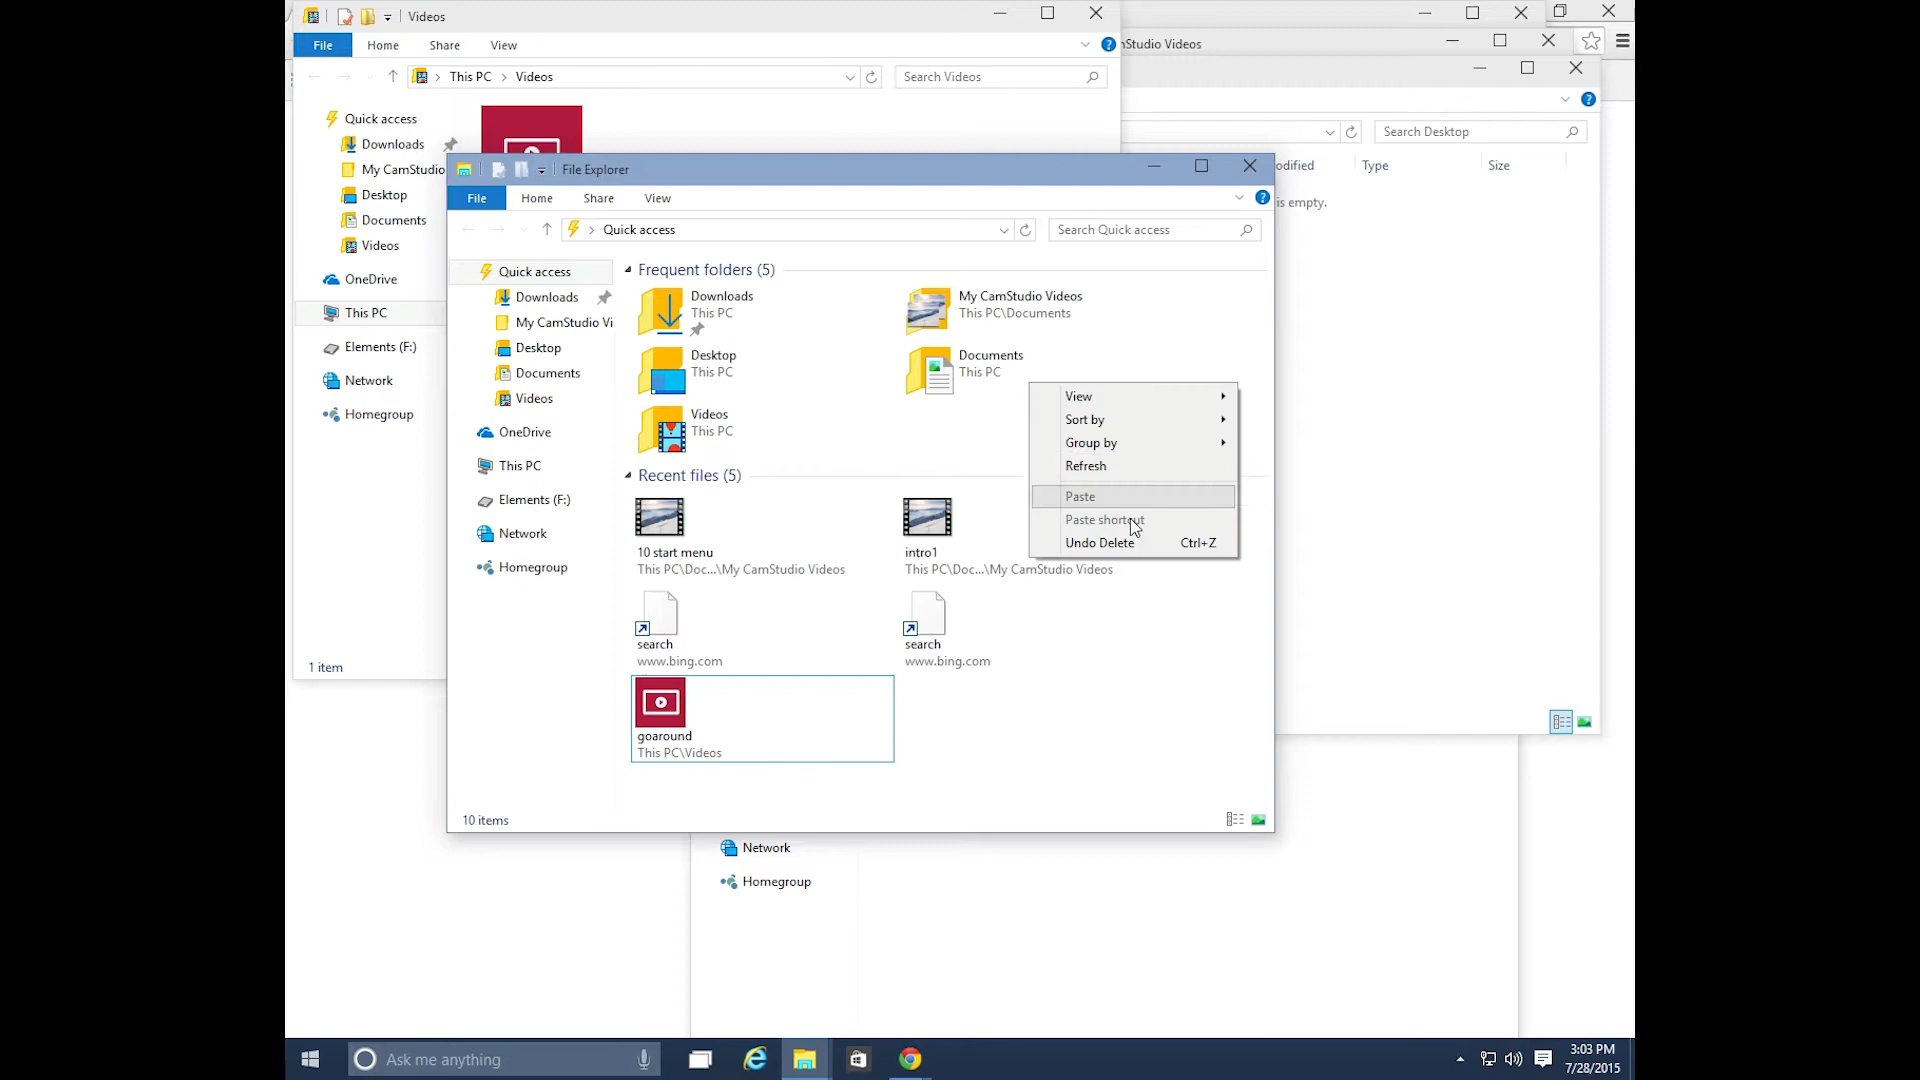 Videos
File
Home
Share
View
This PC
Videos
Search Videos
Quick access
Downloads
My CamStudio
Desktop
Documents
Videos
OneDrive
This PC
Elements (F:)
Network
Homegroup
1 item
Studio Videos
Search Desktop
Type
Size
is empty.
File Explorer
File
Home
Share
View
Quick access
Search Quick access
Quick access
Downloads
My CamStudio Vi
Desktop
Documents
Videos
OneDrive
This PC
Elements (F:)
Network
Homegroup
Frequent folders (5)
Downloads
This PC
My CamStudio Videos
This PC\Documents
Desktop
This PC
Documents
This PC
Videos
This PC
Recent files (5)
10 start menu
This PC\Doc...\My CamStudio Videos
intro1
This PC\Doc...\My CamStudio Videos
search
www.bing.com
search
www.bing.com
goaround
This PC\Videos
10 items
View
Sort by
Group by
Refresh
Paste
Paste shortcut
Undo Delete Ctrl+Z
Network
Homegroup
Ask me anything
3:03 PM
7/28/2015